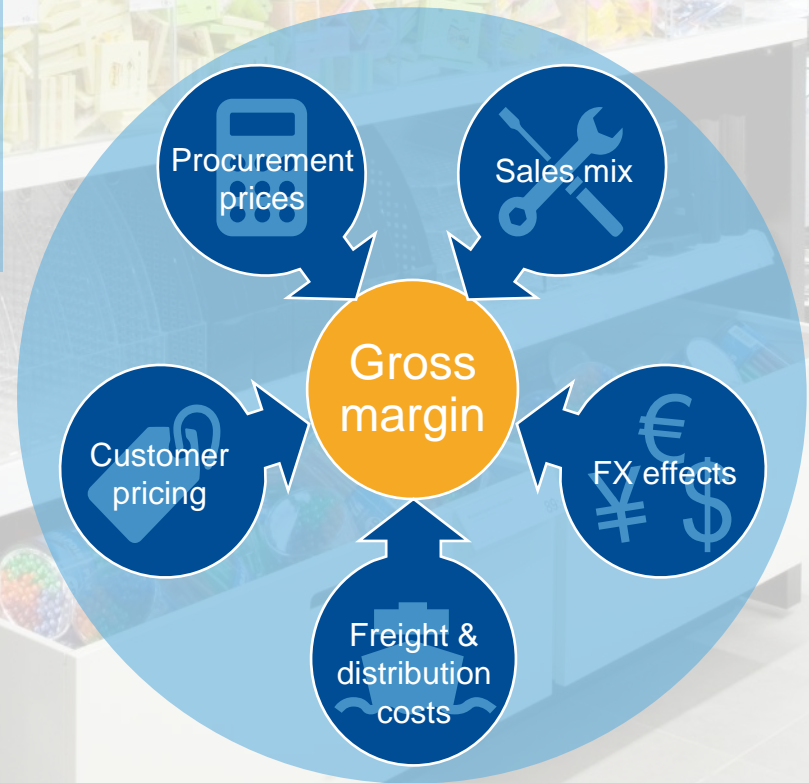 Procurement
prices
Sales mix
Gross
margin
Customer
pricing
FX effects
Freight &
distribution
costs